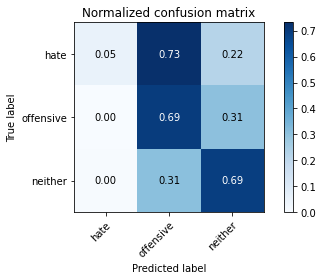 Normalized confusion matrix
True label
hate 0.05 0.73 0.22
offensive 0.00 0.69 0.31
neither 0.00 0.31 0.69
hate offensive neither
Predicted label
0.7
0.6
0.5
0.4
0.3
0.2
0.1
0.0